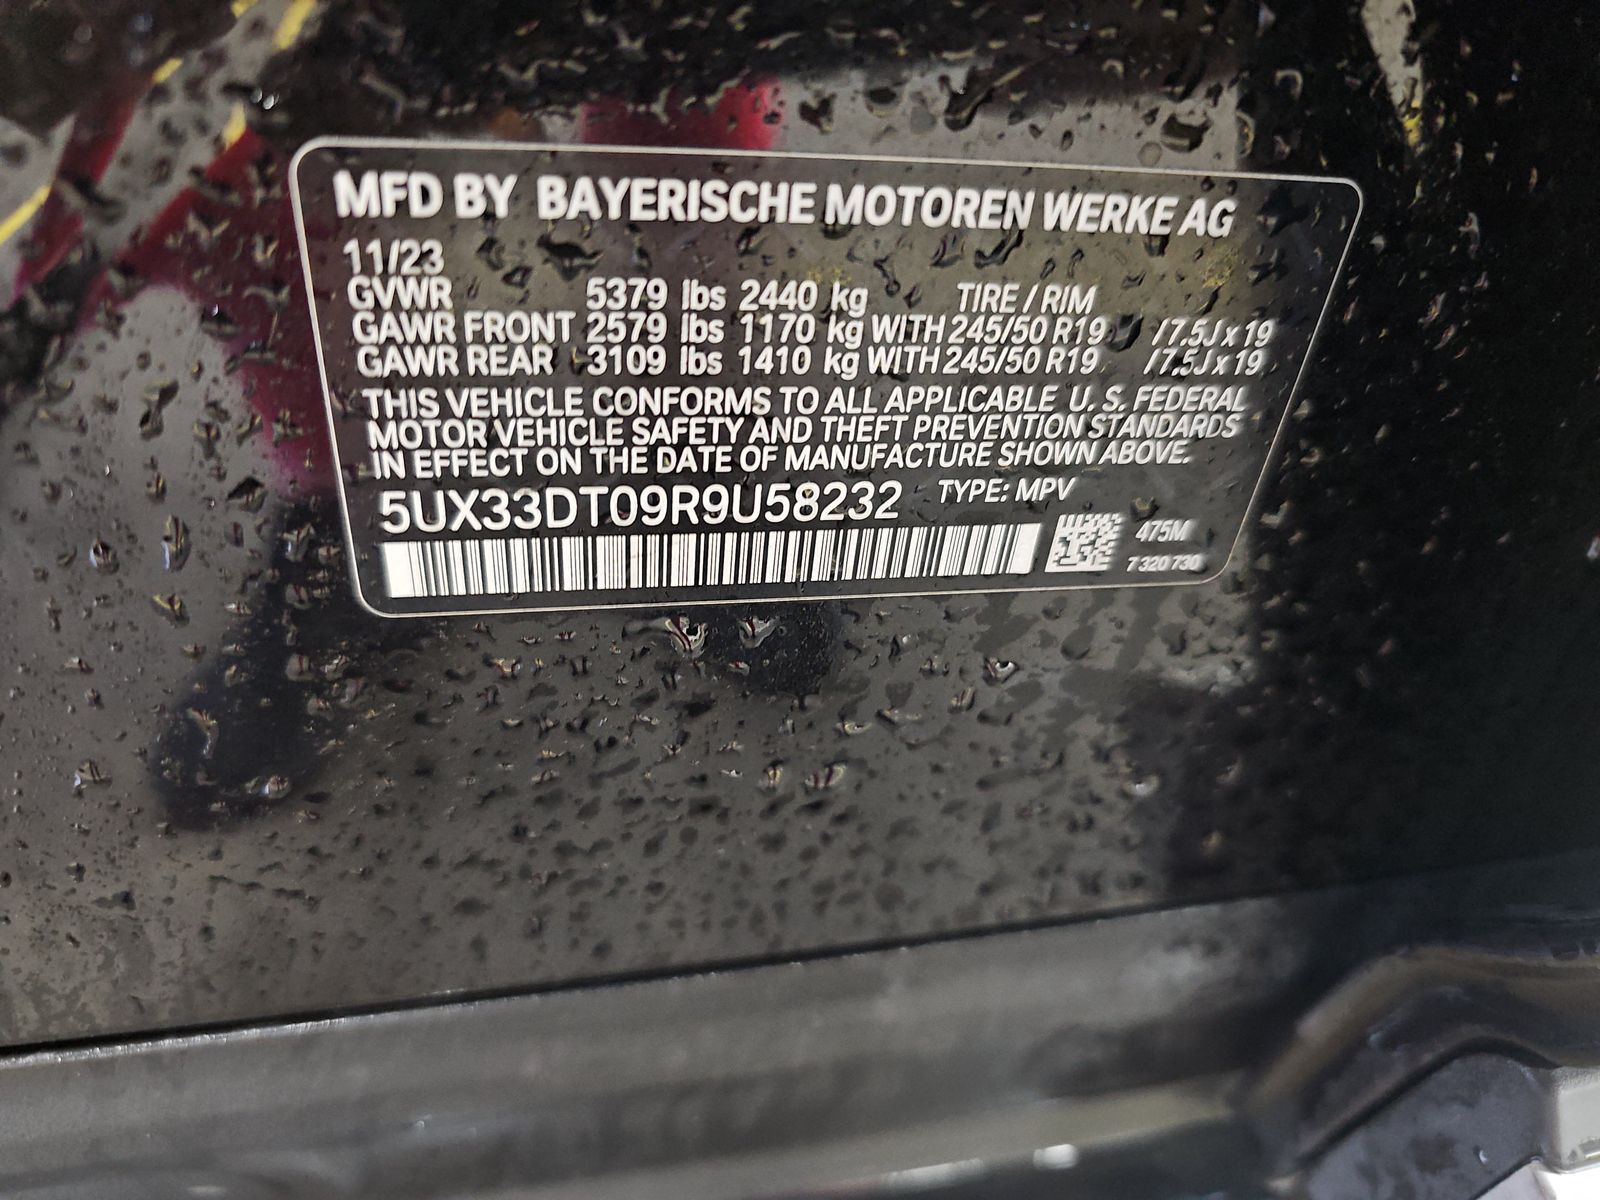 MFD BY BAYERISCHE MOTOREN WERKE AG
11/23
GVWR 5379 lbs 2440 kg TIRE / RIM
GAWR FRONT 2579 lbs 1170 kg WITH 245/50 R19 /7.5J x 19
GAWR REAR 3109 lbs 1410 kg WITH 245/50 R19 /7.5J x 19
THIS VEHICLE CONFORMS TO ALL APPLICABLE U. S. FEDERAL
MOTOR VEHICLE SAFETY AND THEFT PREVENTION STANDARDS
IN EFFECT ON THE DATE OF MANUFACTURE SHOWN ABOVE.
5UX33DT09R9U58232 TYPE: MPV
475M
7 320 730